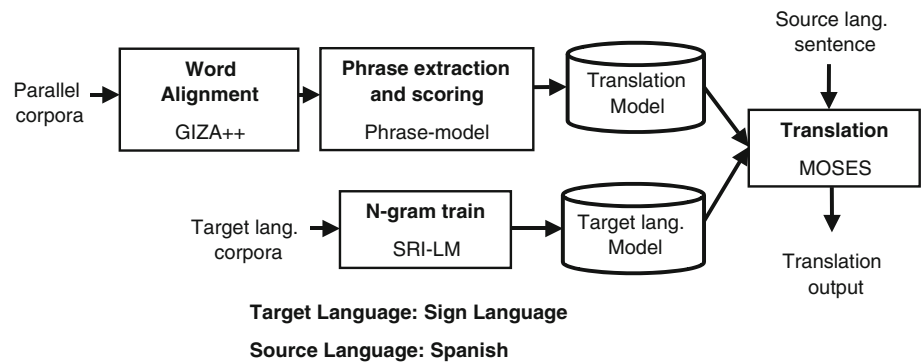 Parallel
corpora
Word
Alignment
GIZA++
Phrase extraction
and scoring
Phrase-model
Translation
Model
Source lang.
sentence
Translation
MOSES
Target lang.
corpora
N-gram train
SRI-LM
Target lang.
Model
Translation
output
Target Language: Sign Language
Source Language: Spanish